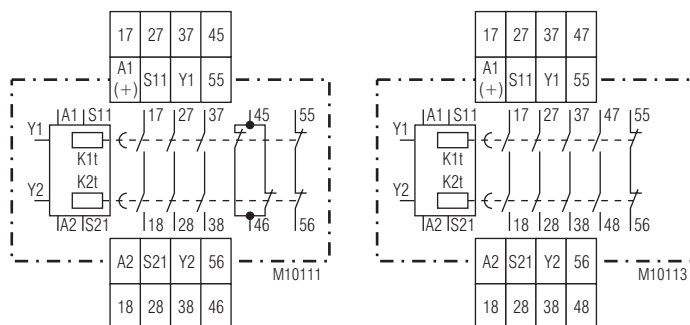 17 27 37 45
A1 (+) S11 Y1 55
A1 S11 17 27 37 45 55
Y1
K1t
K2t
Y2
A2 S21 18 28 38 46 56
M10111
A2 S21 Y2 56
18 28 38 46
17 27 37 47
A1 (+) S11 Y1 55
A1 S11 17 27 37 47 55
Y1
K1t
K2t
Y2
A2 S21 18 28 38 48 56
M10113
A2 S21 Y2 56
18 28 38 48